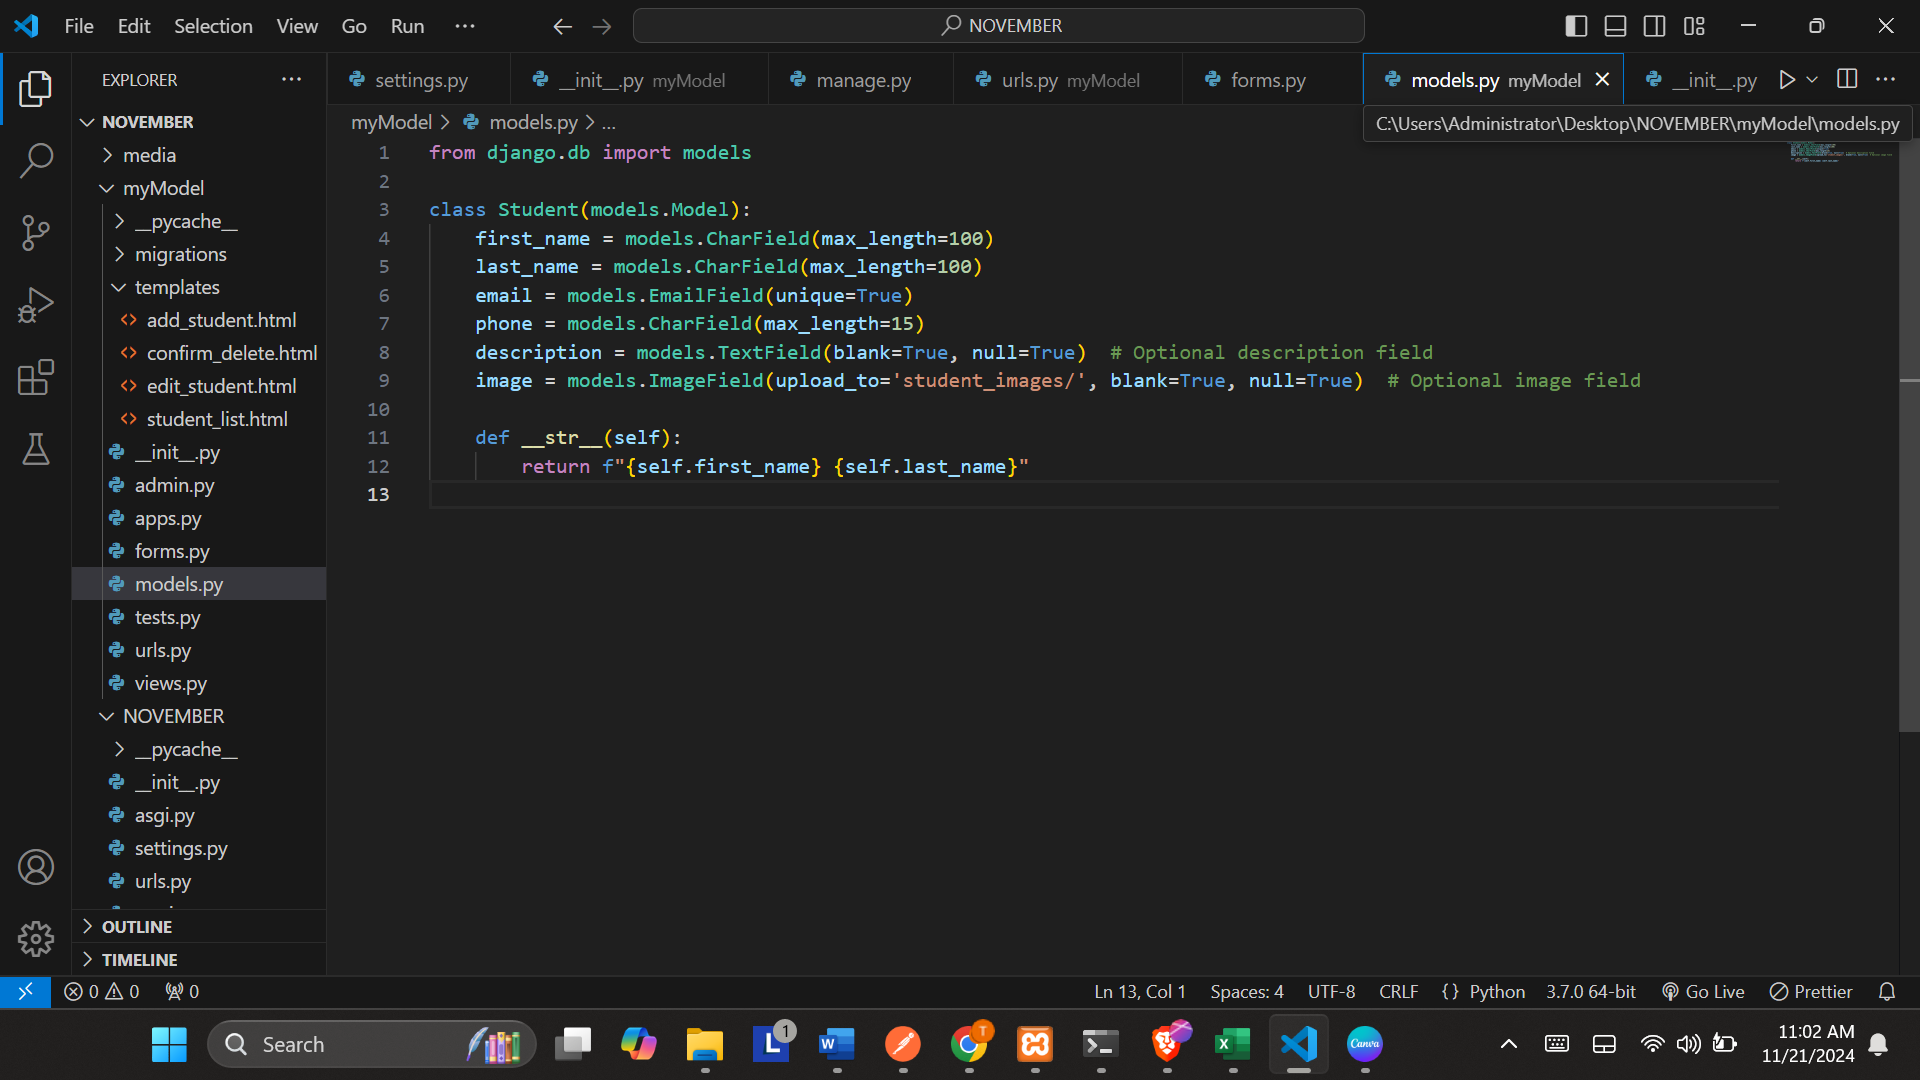 File Edit Selection View Go Run ···
NOVEMBER
EXPLORER ···
NOVEMBER
media
myModel
__pycache__
migrations
templates
<> add_student.html
<> confirm_delete.html
<> edit_student.html
<> student_list.html
__init__.py
admin.py
apps.py
forms.py
models.py
tests.py
urls.py
views.py
NOVEMBER
__pycache__
__init__.py
asgi.py
settings.py
urls.py
OUTLINE
TIMELINE
settings.py __init__.py myModel manage.py urls.py myModel forms.py models.py myModel __init__.py ···
myModel > models.py > ...
C:\Users\Administrator\Desktop\NOVEMBER\myModel\models.py
1 from django.db import models
2
3 class Student(models.Model):
4 first_name = models.CharField(max_length=100)
5 last_name = models.CharField(max_length=100)
6 email = models.EmailField(unique=True)
7 phone = models.CharField(max_length=15)
8 description = models.TextField(blank=True, null=True) # Optional description field
9 image = models.ImageField(upload_to='student_images/', blank=True, null=True) # Optional image field
10
11 def __str__(self):
12 return f"{self.first_name} {self.last_name}"
13
0 0 0 Ln 13, Col 1 Spaces: 4 UTF-8 CRLF {} Python 3.7.0 64-bit Go Live Prettier
Search L 1 W T X Canva
11:02 AM
11/21/2024